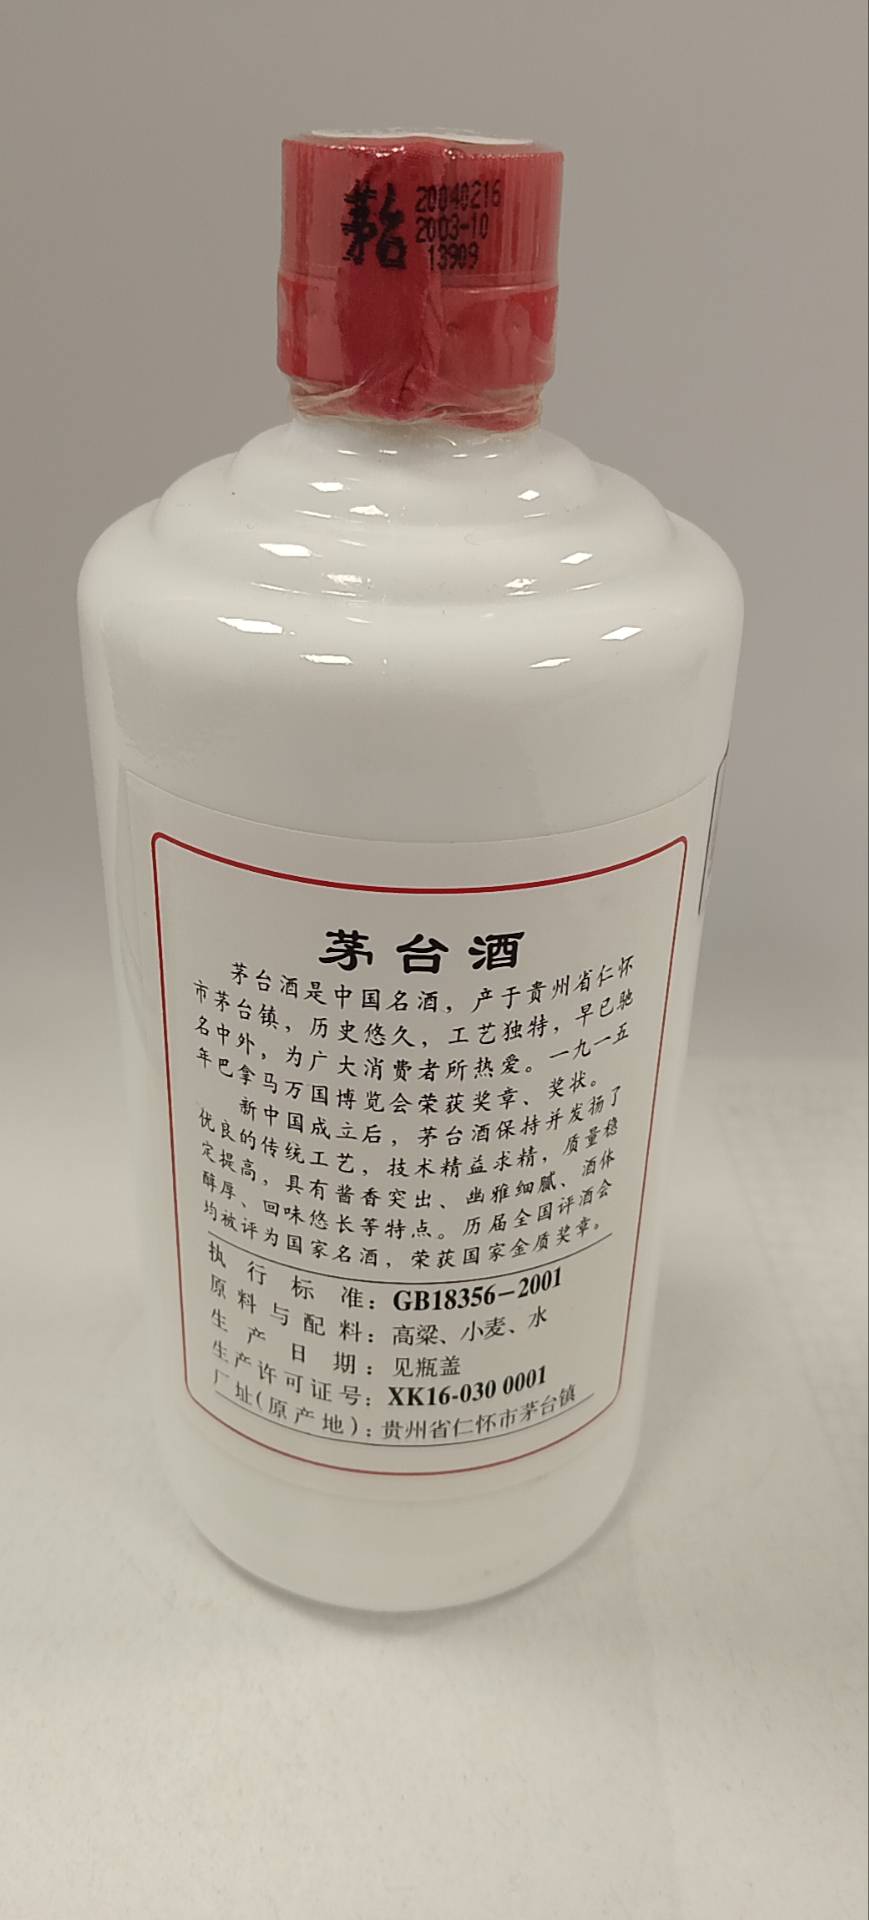 茅台
20040216
2003-10
13909
茅台酒
茅台酒是中国名酒，产于贵州省仁怀
市茅台镇，历史悠久，工艺独特，早已驰
名中外，为广大消费者所热爱。一九一五
年巴拿马万国博览会荣获奖章、奖状。
新中国成立后，茅台酒保持并发扬了
优良的传统工艺，技术精益求精，质量稳
定提高，具有酱香突出、幽雅细腻、酒体
醇厚、回味悠长等特点。历届全国评酒会
均被评为国家名酒，荣获国家金质奖章。
执行标准：GB18356-2001
原料与配料：高粱、小麦、水
生产日期：见瓶盖
生产许可证号：XK16-030 0001
厂址(原产地)：贵州省仁怀市茅台镇